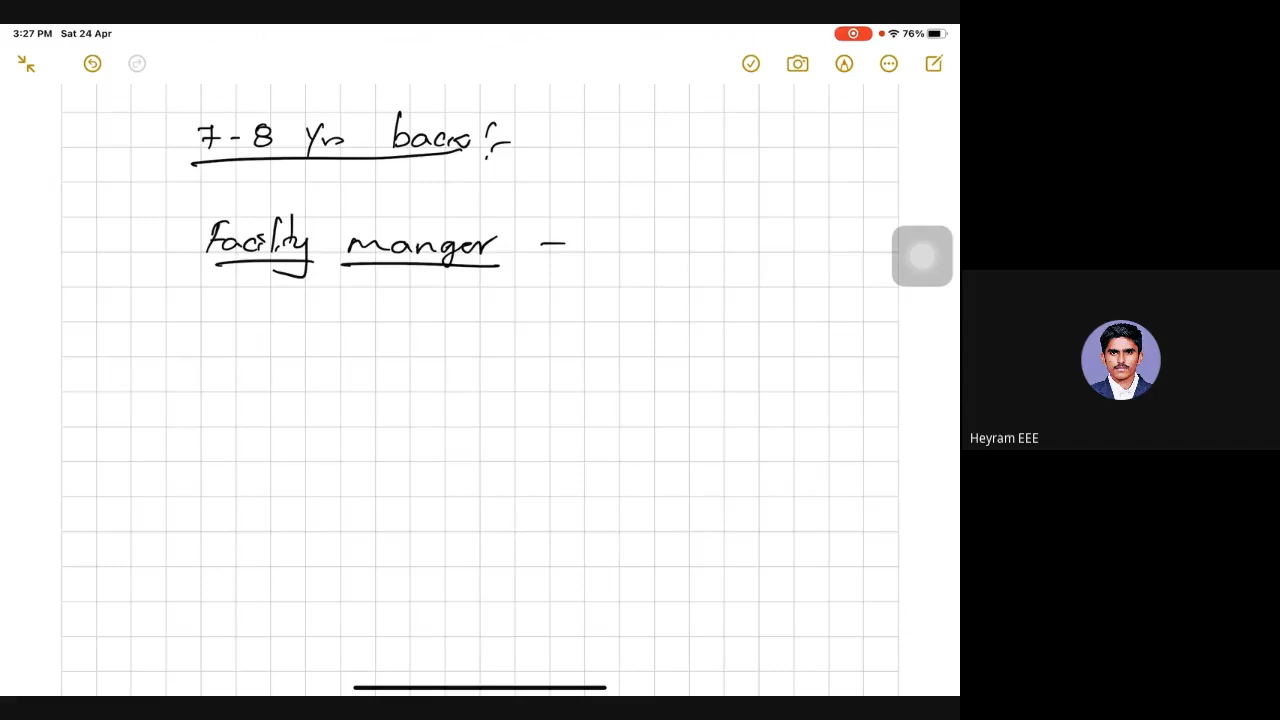 3:27 PM Sat 24 Apr
76%
7-8 yrs back :-
Facility manger -
Heyram EEE